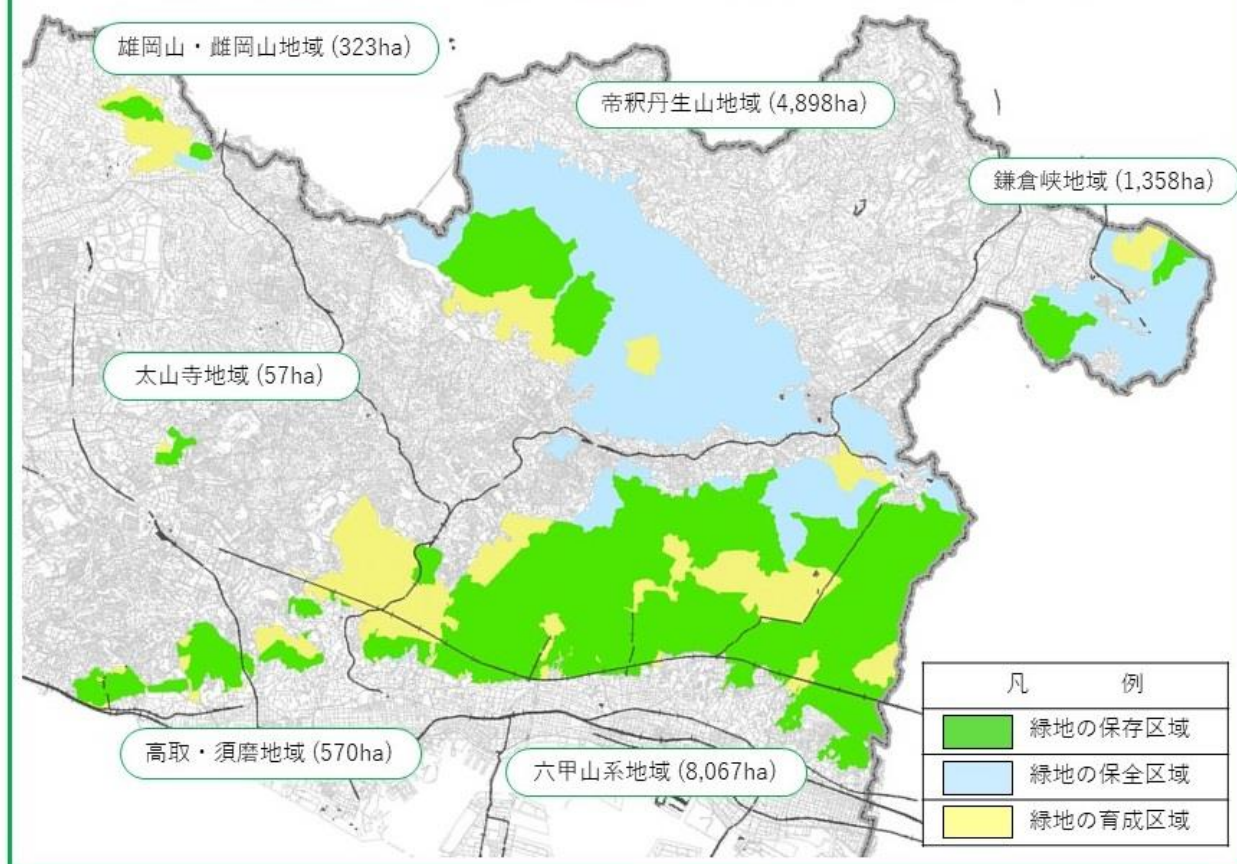 雄岡山・雌岡山地域 (323ha)
帝釈丹生山地域 (4,898ha)
鎌倉峡地域 (1,358ha)
太山寺地域 (57ha)
高取・須磨地域 (570ha)
六甲山系地域 (8,067ha)
凡 例
緑地の保存区域
緑地の保全区域
緑地の育成区域